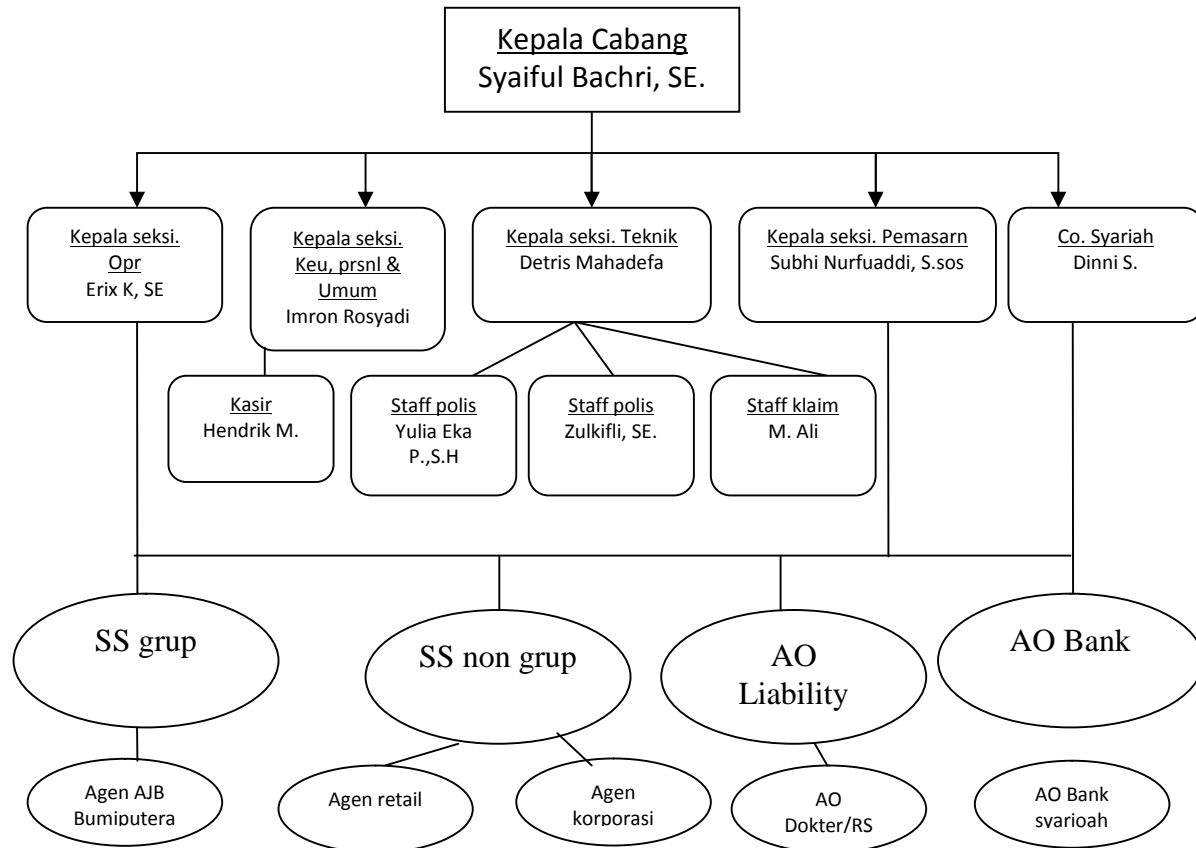 Kepala Cabang
Syaiful Bachri, SE.
Kepala seksi.
Opr
Erix K, SE
Kepala seksi.
Keu, prsnl &
Umum
Imron Rosyadi
Kepala seksi. Teknik
Detris Mahadefa
Kepala seksi. Pemasarn
Subhi Nurfuaddi, S.sos
Co. Syariah
Dinni S.
Kasir
Hendrik M.
Staff polis
Yulia Eka
P.,S.H
Staff polis
Zulkifli, SE.
Staff klaim
M. Ali
SS grup
SS non grup
AO
Liability
AO Bank
Agen AJB
Bumiputera
Agen retail
Agen
korporasi
AO
Dokter/RS
AO Bank
syarioah